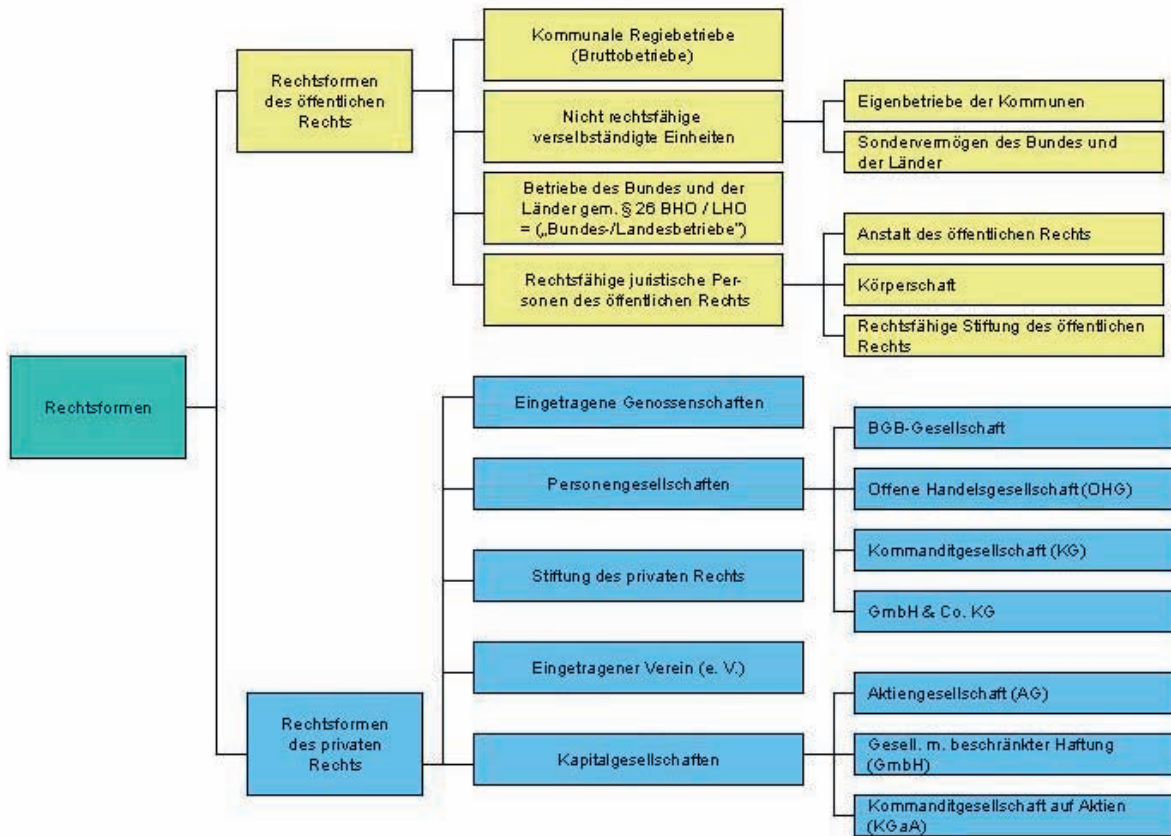 Rechtsformen
Rechtsformen
des öffentlichen
Rechts
Kommunale Regiebetriebe
(Bruttobetriebe)
Nicht rechtsfähige
verselbständigte Einheiten
Eigenbetriebe der Kommunen
Sondervermögen des Bundes und
der Länder
Betriebe des Bundes und der
Länder gem. § 26 BHO / LHO
= („Bundes-/Landesbetriebe")
Rechtsfähige juristische Per-
sonen des öffentlichen Rechts
Anstalt des öffentlichen Rechts
Körperschaft
Rechtsfähige Stiftung des öffentlichen
Rechts
Rechtsformen
des privaten
Rechts
Eingetragene Genossenschaften
Personengesellschaften
BGB-Gesellschaft
Offene Handelsgesellschaft (OHG)
Kommanditgesellschaft (KG)
GmbH & Co. KG
Stiftung des privaten Rechts
Eingetragener Verein (e. V.)
Kapitalgesellschaften
Aktiengesellschaft (AG)
Gesell. m. beschränkter Haftung
(GmbH)
Kommanditgesellschaft auf Aktien
(KGaA)